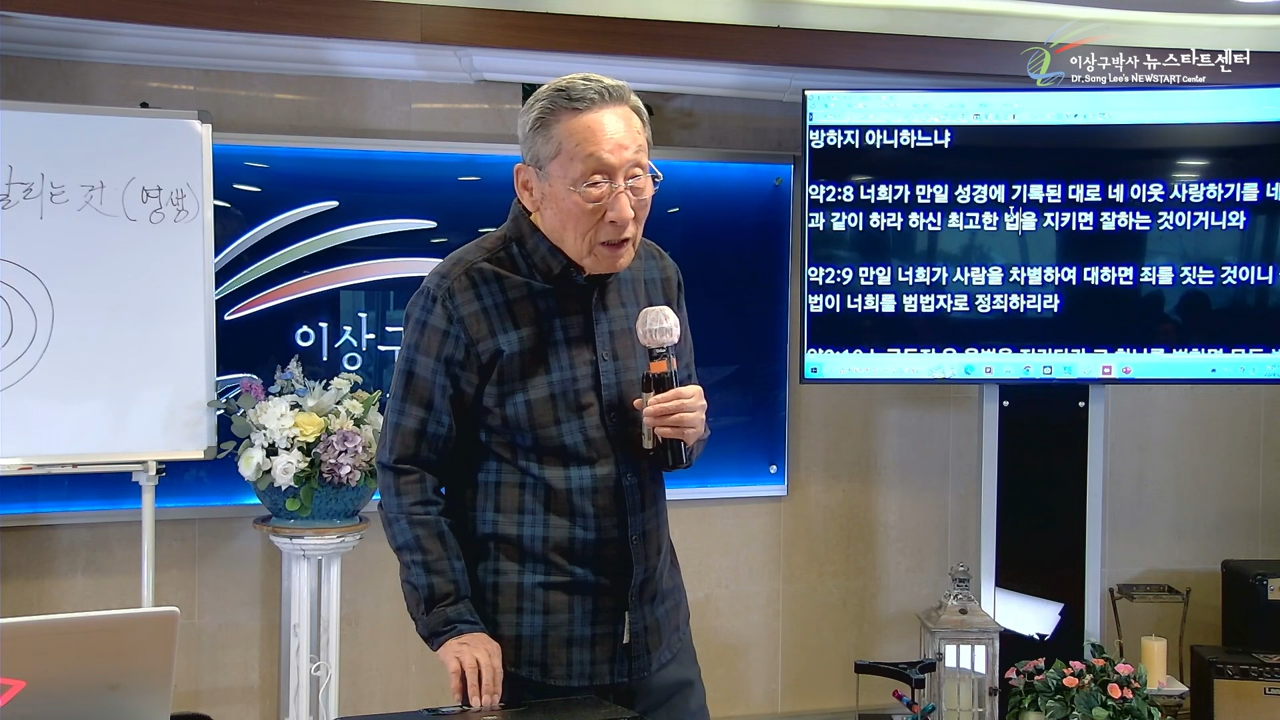 이상구박사 뉴스타트센터
Dr. Sang Lee's NEWSTART Center
방하지 아니하느냐
약2:8 너희가 만일 성경에 기록된 대로 네 이웃 사랑하기를 네
과 같이 하라 하신 최고한 법을 지키면 잘하는 것이거니와
약2:9 만일 너희가 사람을 차별하여 대하면 죄를 짓는 것이니
법이 너희를 범법자로 정죄하리라
살리는 것 (영생)
이상구